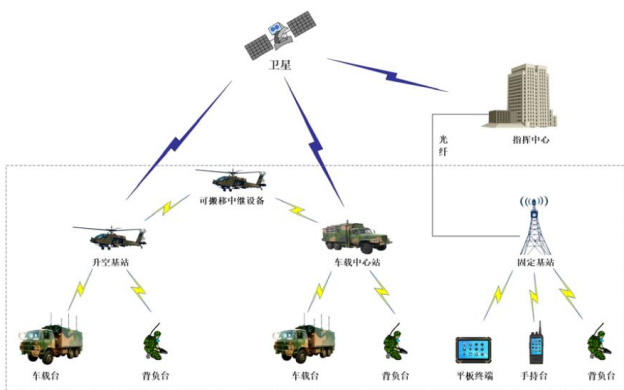 卫星
光纤
指挥中心
可搬移中继设备
升空基站
车载中心站
固定基站
车载台
背负台
车载台
背负台
平板终端
手持台
背负台